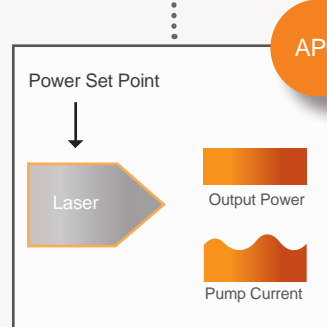 AP
Power Set Point
Laser
Output Power
Pump Current